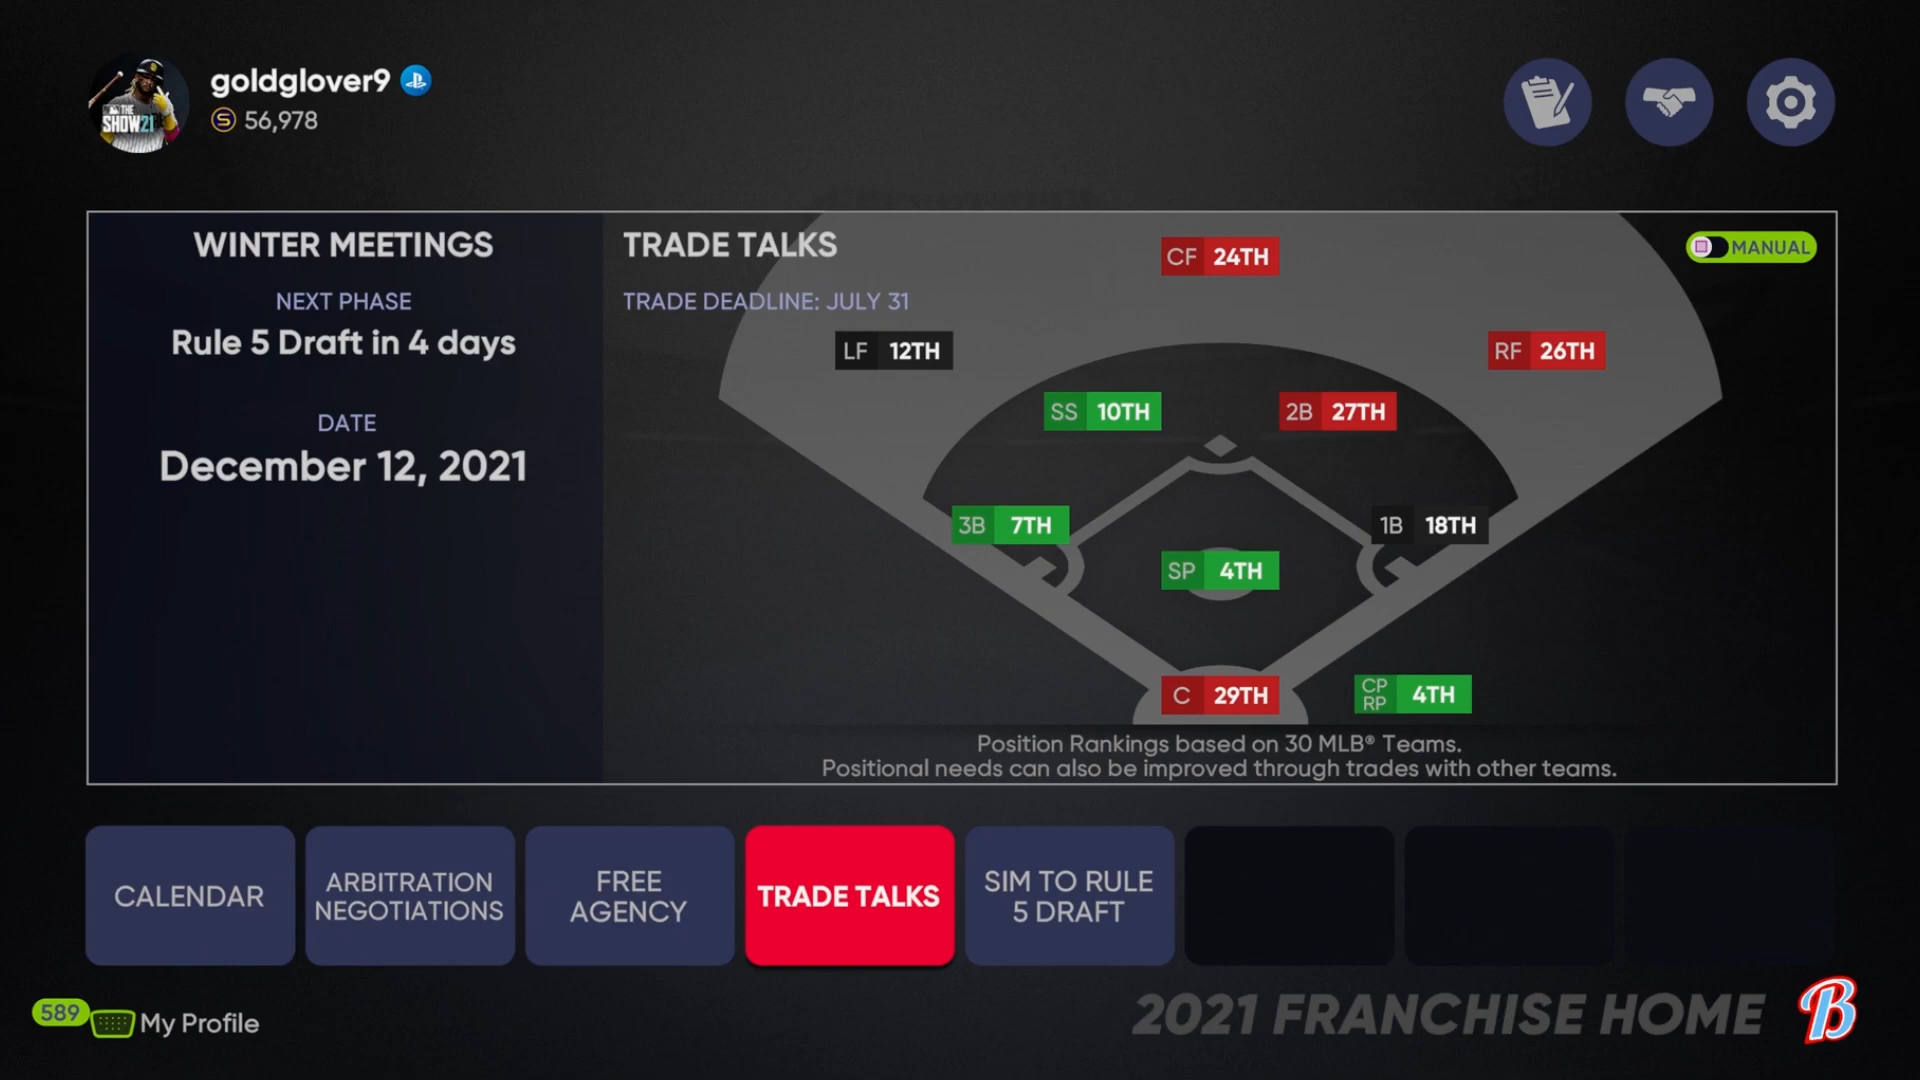 goldglover9
56,978
THE
SHOW21
WINTER MEETINGS
NEXT PHASE
Rule 5 Draft in 4 days
DATE
December 12, 2021
TRADE TALKS
TRADE DEADLINE: JULY 31
MANUAL
CF 24TH
LF 12TH
RF 26TH
SS 10TH
2B 27TH
3B 7TH
1B 18TH
SP 4TH
C 29TH
CP
RP 4TH
Position Rankings based on 30 MLB® Teams.
Positional needs can also be improved through trades with other teams.
CALENDAR
ARBITRATION
NEGOTIATIONS
FREE
AGENCY
TRADE TALKS
SIM TO RULE
5 DRAFT
589
My Profile
2021 FRANCHISE HOME
B